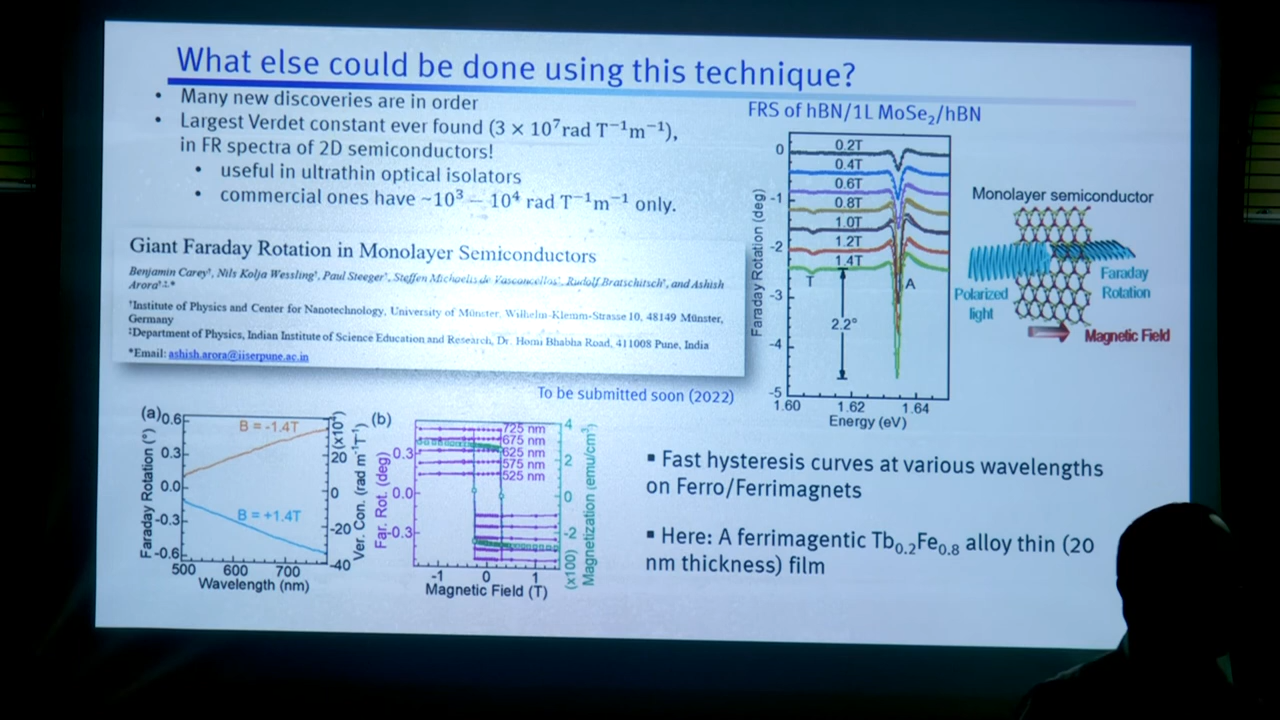 What else could be done using this technique?
• Many new discoveries are in order
• Largest Verdet constant ever found (3 × 10⁷rad T⁻¹m⁻¹),
in FR spectra of 2D semiconductors!
• useful in ultrathin optical isolators
• commercial ones have ~10³ – 10⁴ rad T⁻¹m⁻¹ only.
Giant Faraday Rotation in Monolayer Semiconductors
Benjamin Carey†, Nils Kolja Wessling†, Paul Steeger†, Steffen Michaelis de Vasconcellos†, Rudolf Bratschitsch†, and Ashish
Arora†,‡,*
†Institute of Physics and Center for Nanotechnology, University of Münster, Wilhelm-Klemm-Strasse 10, 48149 Münster,
Germany
‡Department of Physics, Indian Institute of Science Education and Research, Dr. Homi Bhabha Road, 411008 Pune, India
*Email: ashish.arora@iiserpune.ac.in
To be submitted soon (2022)
FRS of hBN/1L MoSe₂/hBN
0
-1
-2
-3
-4
-5
Faraday Rotation (deg)
0.2T
0.4T
0.6T
0.8T
1.0T
1.2T
1.4T
T
A
2.2°
1.60
1.62
1.64
Energy (eV)
Monolayer semiconductor
Polarized
light
Faraday
Rotation
Magnetic Field
(a)
0.6
0.3
0.0
-0.3
-0.6
Faraday Rotation (°)
B = -1.4T
B = +1.4T
20
0
-20
-40
Ver. Con. (rad m⁻¹T⁻¹) (x10⁴)
500
600
700
Wavelength (nm)
(b)
0.3
0.0
-0.3
Far. Rot. (deg)
725 nm
675 nm
625 nm
575 nm
525 nm
4
2
0
-2
(x100)
Magnetization (emu/cm³)
-1
0
1
Magnetic Field (T)
▪ Fast hysteresis curves at various wavelengths
on Ferro/Ferrimagnets
▪ Here: A ferrimagentic Tb₀.₂Fe₀.₈ alloy thin (20
nm thickness) film